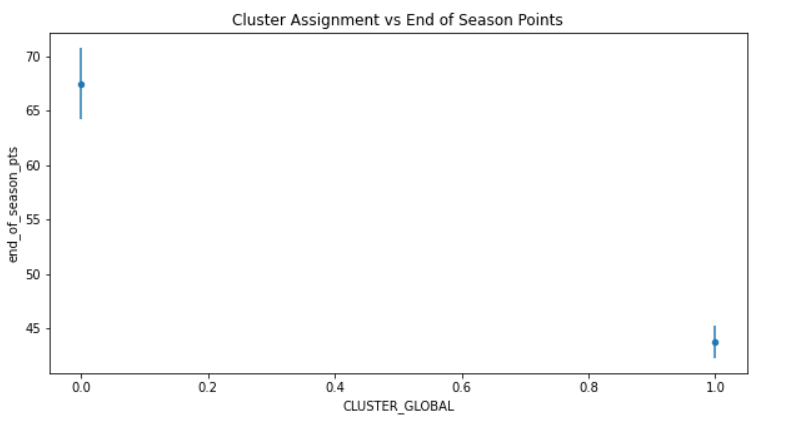 Cluster Assignment vs End of Season Points
end_of_season_pts
70
65
60
55
50
45
0.0 0.2 0.4 0.6 0.8 1.0
CLUSTER_GLOBAL